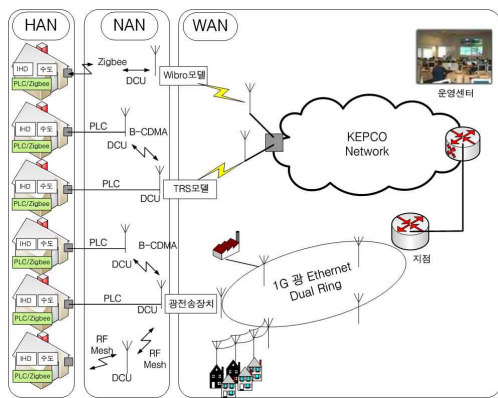 HAN
NAN
WAN
IHD 수도
PLC/Zigbee
Zigbee
DCU
Wibro모뎀
IHD 수도
PLC/Zigbee
PLC
B-CDMA
DCU
IHD 수도
PLC/Zigbee
PLC
DCU
TRS모뎀
IHD 수도
PLC/Zigbee
PLC
B-CDMA
DCU
IHD 수도
PLC/Zigbee
PLC
DCU
광전송장치
IHD 수도
PLC/Zigbee
RF
Mesh
DCU
RF
Mesh
KEPCO
Network
운영센터
지점
1G 광 Ethernet
Dual Ring